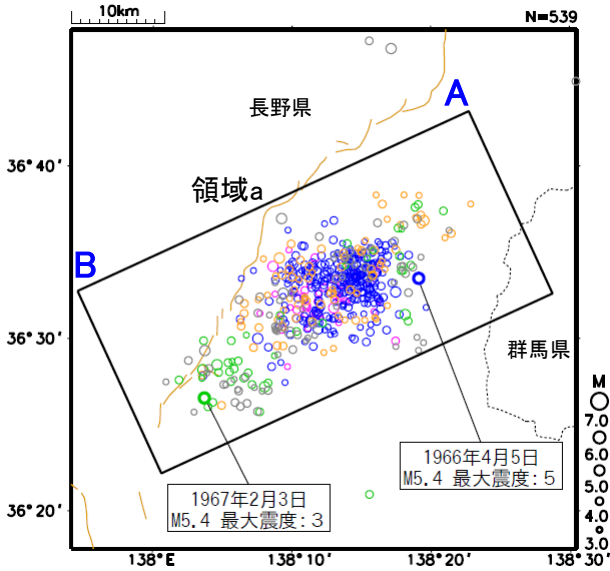 10km
N=539
A
長野県
36°40′
領域a
B
36°30′
群馬県
M
7.0
6.0
5.0
4.0
3.0
1966年4月5日
M5.4 最大震度:5
1967年2月3日
M5.4 最大震度:3
36°20′
138°E
138°10′
138°20′
138°30′